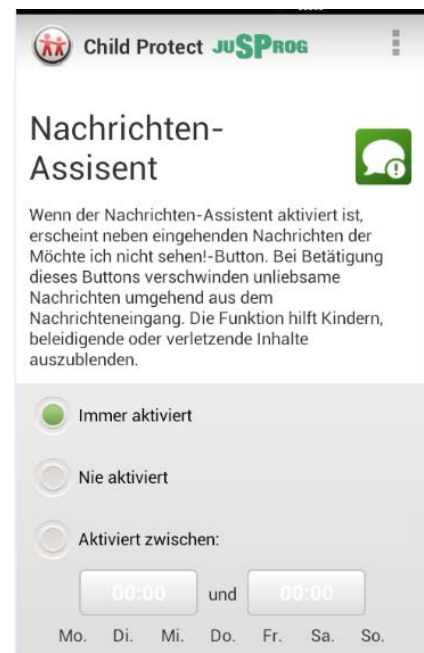 Child Protect JUSPROG
Nachrichten-
Assisent
Wenn der Nachrichten-Assistent aktiviert ist,
erscheint neben eingehenden Nachrichten der
Möchte ich nicht sehen!-Button. Bei Betätigung
dieses Buttons verschwinden unliebsame
Nachrichten umgehend aus dem
Nachrichteneingang. Die Funktion hilft Kindern,
beleidigende oder verletzende Inhalte
auszublenden.
Immer aktiviert
Nie aktiviert
Aktiviert zwischen:
00:00 und 00:00
Mo. Di. Mi. Do. Fr. Sa. So.